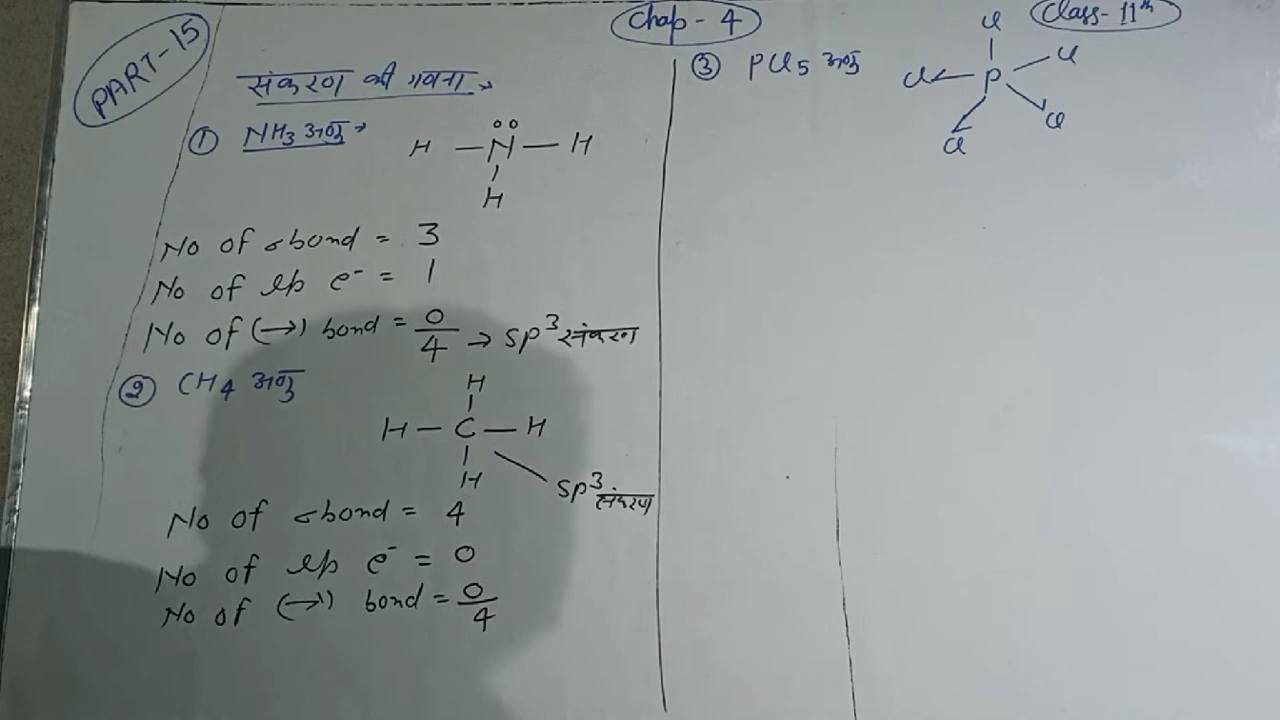 PART-15
Chap - 4
Class- 11th
संकरण की गणना →
① NH3 अणु →
H — N — H
H
No of σ bond = 3
No of lp e- = 1
No of (→) bond = 0
4 → sp3 संकरण
② CH4 अणु
H
H — C — H
H
sp3 संकरण
No of σ bond = 4
No of lp e- = 0
No of (→) bond = 0
4
③ PCl5 अणु
Cl
Cl — P — Cl
Cl Cl